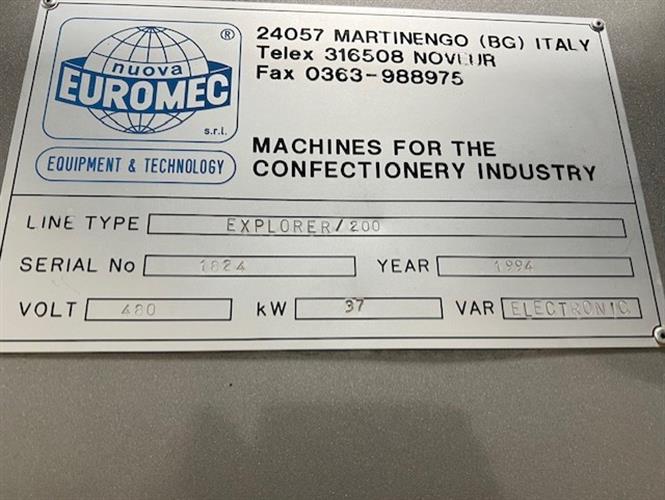 nuova
EUROMEC
®
s.r.l.
EQUIPMENT & TECHNOLOGY
24057 MARTINENGO (BG) ITALY
Telex 316508 NOVEUR
Fax 0363-988975
MACHINES FOR THE
CONFECTIONERY INDUSTRY
LINE TYPE EXPLORER/200
SERIAL No 1824 YEAR 1994
VOLT 480 kW 37 VAR ELECTRONIC